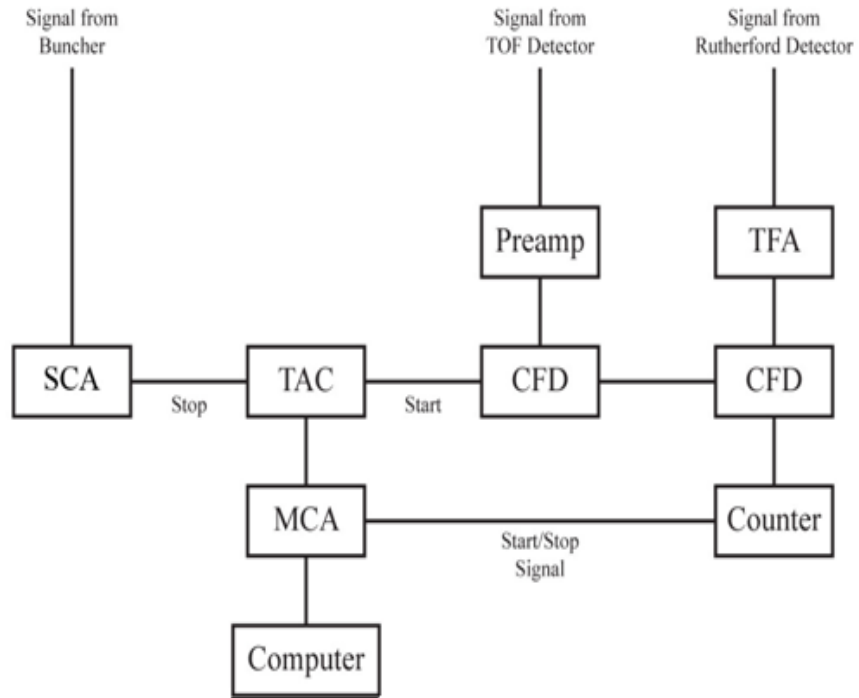 Signal from
Buncher
Signal from
TOF Detector
Signal from
Rutherford Detector
Preamp
TFA
SCA
Stop
TAC
Start
CFD
CFD
MCA
Start/Stop
Signal
Counter
Computer